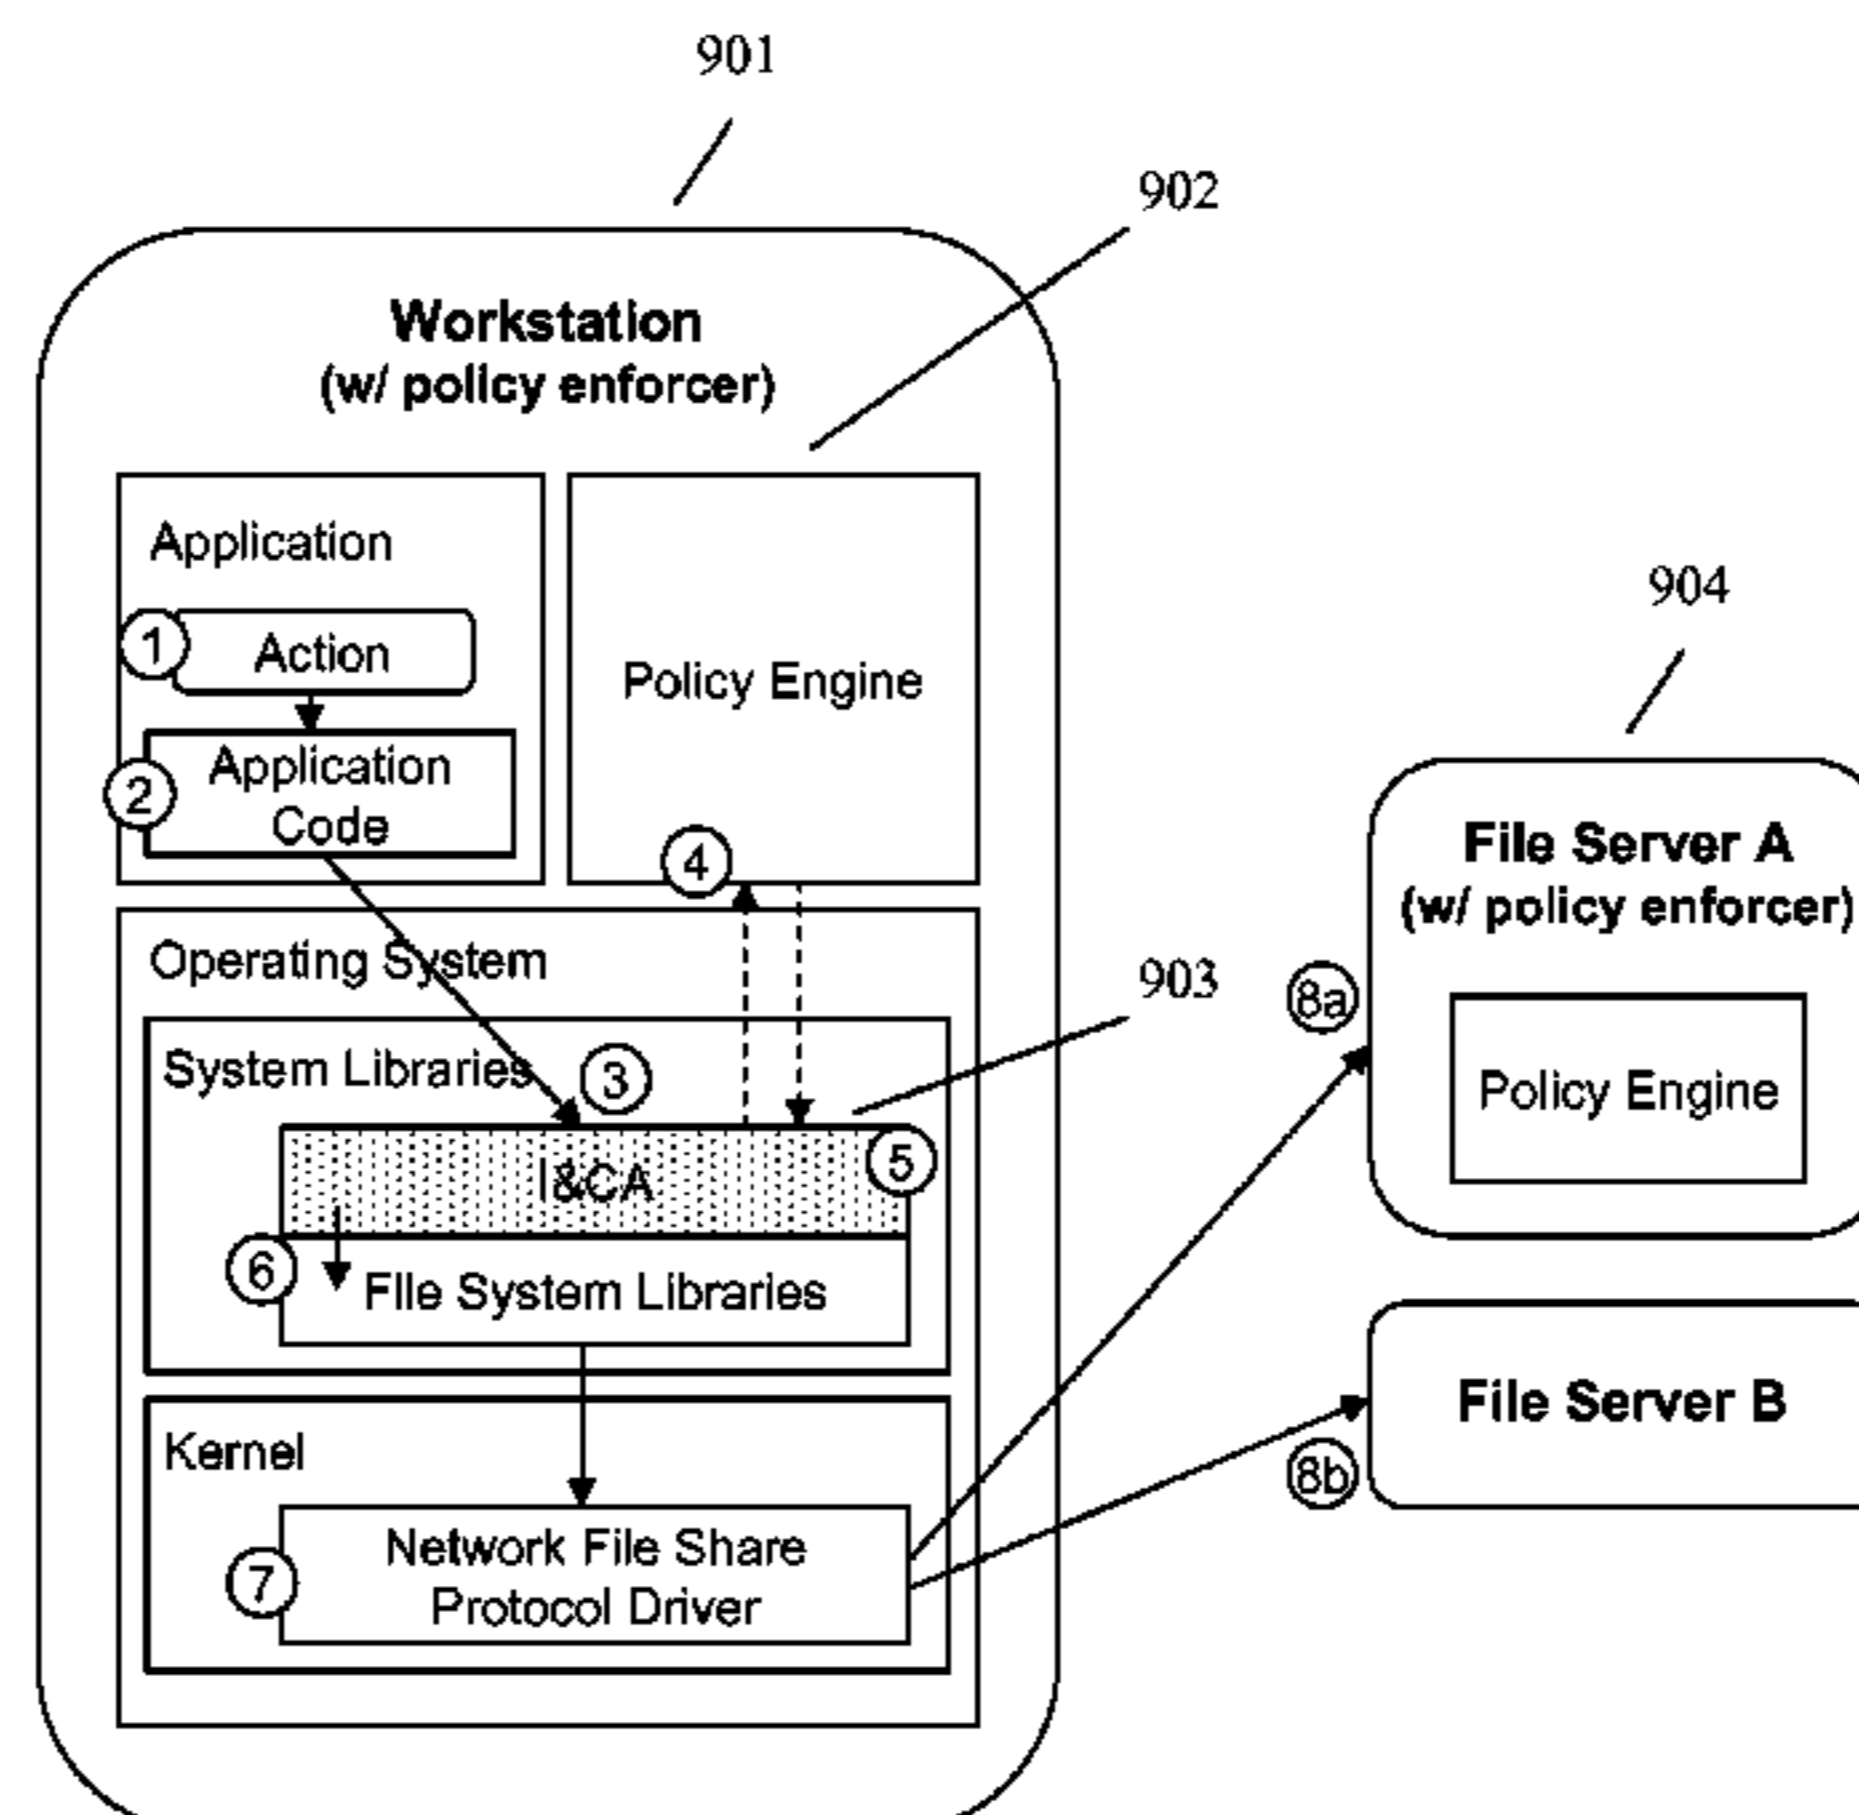 901
902
Workstation
(w/ policy enforcer)
Application
1
Action
2
Application
Code
Policy Engine
4
Operating System
903
System Libraries
3
I&CA
5
6
File System Libraries
Kernel
7
Network File Share
Protocol Driver
904
File Server A
(w/ policy enforcer)
8a
Policy Engine
File Server B
8b